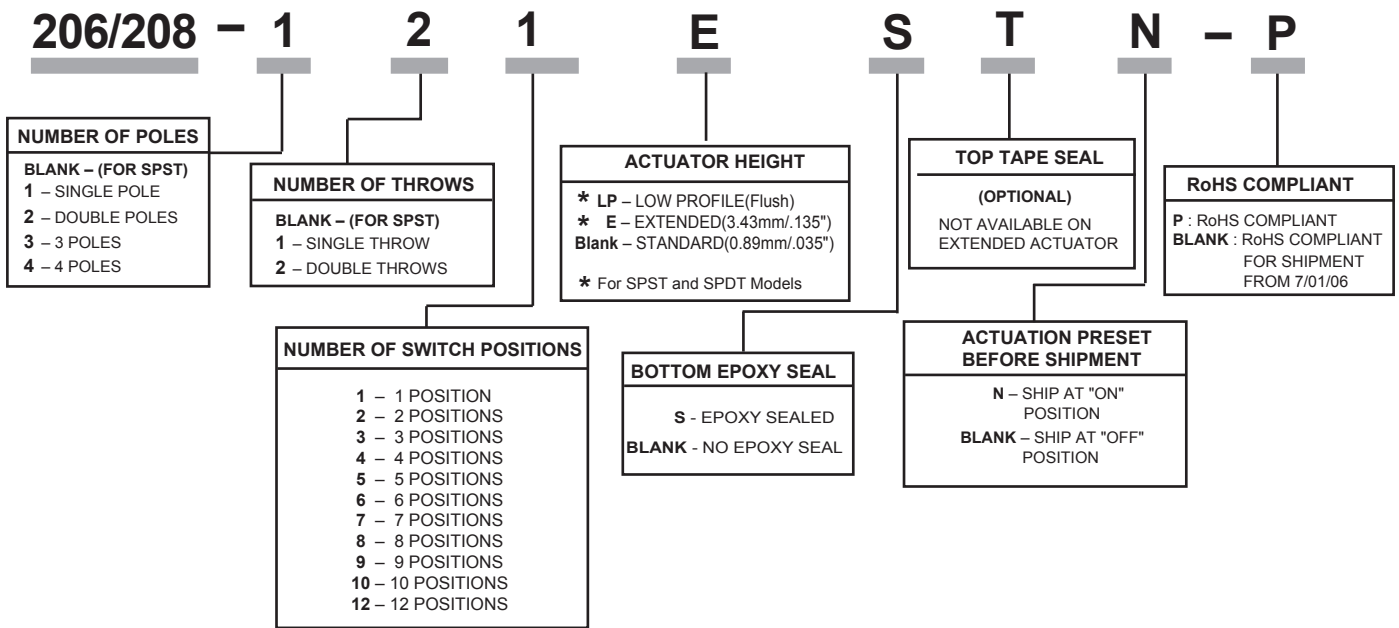 206/208 – 1 2 1 E S T N – P
NUMBER OF POLES
BLANK – (FOR SPST)
1 – SINGLE POLE
2 – DOUBLE POLES
3 – 3 POLES
4 – 4 POLES
NUMBER OF THROWS
BLANK – (FOR SPST)
1 – SINGLE THROW
2 – DOUBLE THROWS
NUMBER OF SWITCH POSITIONS
1 – 1 POSITION
2 – 2 POSITIONS
3 – 3 POSITIONS
4 – 4 POSITIONS
5 – 5 POSITIONS
6 – 6 POSITIONS
7 – 7 POSITIONS
8 – 8 POSITIONS
9 – 9 POSITIONS
10 – 10 POSITIONS
12 – 12 POSITIONS
ACTUATOR HEIGHT
* LP – LOW PROFILE(Flush)
* E – EXTENDED(3.43mm/.135")
Blank – STANDARD(0.89mm/.035")
* For SPST and SPDT Models
BOTTOM EPOXY SEAL
S - EPOXY SEALED
BLANK - NO EPOXY SEAL
TOP TAPE SEAL
(OPTIONAL)
NOT AVAILABLE ON
EXTENDED ACTUATOR
ACTUATION PRESET
BEFORE SHIPMENT
N – SHIP AT "ON"
POSITION
BLANK – SHIP AT "OFF"
POSITION
RoHS COMPLIANT
P : RoHS COMPLIANT
BLANK : RoHS COMPLIANT
FOR SHIPMENT
FROM 7/01/06